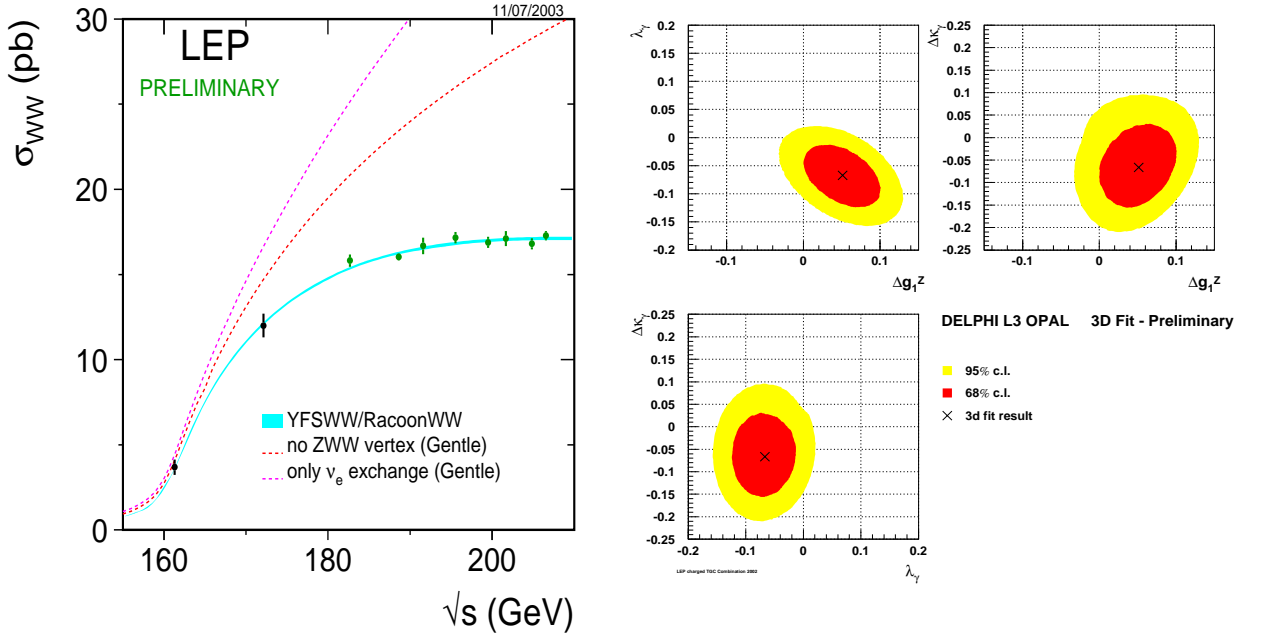 11/07/2003
σWW (pb)
30
20
10
0
LEP
PRELIMINARY
YFSWW/RacoonWW
no ZWW vertex (Gentle)
only νe exchange (Gentle)
160 180 200
√s (GeV)
λγ
0.2
0.15
0.1
0.05
0
-0.05
-0.1
-0.15
-0.2
-0.1 0 0.1
Δg1Z
Δκγ
0.25
0.2
0.15
0.1
0.05
0
-0.05
-0.1
-0.15
-0.2
-0.25
-0.1 0 0.1
Δg1Z
Δκγ
0.25
0.2
0.15
0.1
0.05
0
-0.05
-0.1
-0.15
-0.2
-0.25
-0.2 -0.1 0 0.1 0.2
λγ
LEP charged TGC Combination 2002
DELPHI L3 OPAL 3D Fit - Preliminary
95% c.l.
68% c.l.
3d fit result